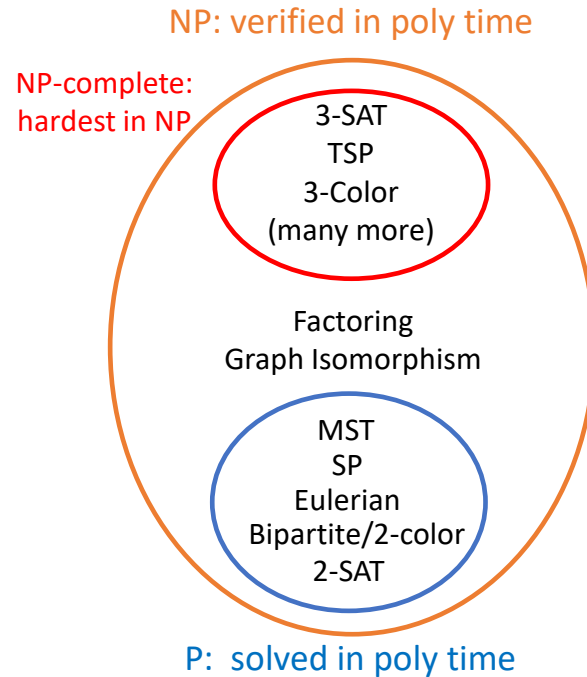 NP: verified in poly time
NP-complete:
hardest in NP
3-SAT
TSP
3-Color
(many more)
Factoring
Graph Isomorphism
MST
SP
Eulerian
Bipartite/2-color
2-SAT
P: solved in poly time